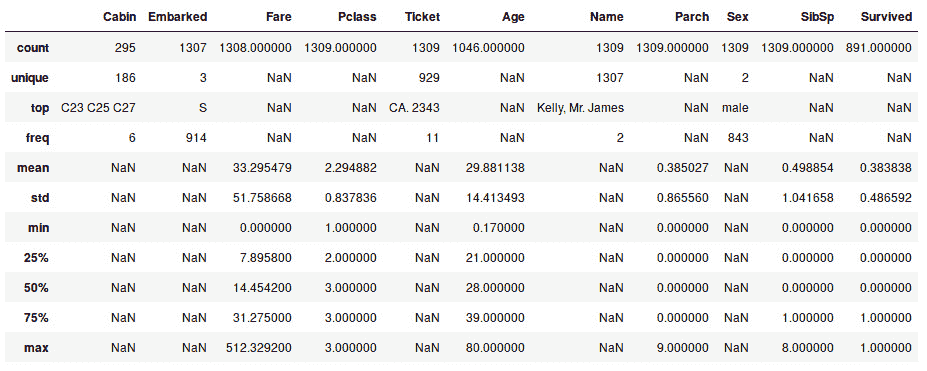 Cabin Embarked Fare Pclass Ticket Age Name Parch Sex SibSp Survived
count 295 1307 1308.000000 1309.000000 1309 1046.000000 1309 1309.000000 1309 1309.000000 891.000000
unique 186 3 NaN NaN 929 NaN 1307 NaN 2 NaN NaN
top C23 C25 C27 S NaN NaN CA. 2343 NaN Kelly, Mr. James NaN male NaN NaN
freq 6 914 NaN NaN 11 NaN 2 NaN 843 NaN NaN
mean NaN NaN 33.295479 2.294882 NaN 29.881138 NaN 0.385027 NaN 0.498854 0.383838
std NaN NaN 51.758668 0.837836 NaN 14.413493 NaN 0.865560 NaN 1.041658 0.486592
min NaN NaN 0.000000 1.000000 NaN 0.170000 NaN 0.000000 NaN 0.000000 0.000000
25% NaN NaN 7.895800 2.000000 NaN 21.000000 NaN 0.000000 NaN 0.000000 0.000000
50% NaN NaN 14.454200 3.000000 NaN 28.000000 NaN 0.000000 NaN 0.000000 0.000000
75% NaN NaN 31.275000 3.000000 NaN 39.000000 NaN 0.000000 NaN 1.000000 1.000000
max NaN NaN 512.329200 3.000000 NaN 80.000000 NaN 9.000000 NaN 8.000000 1.000000